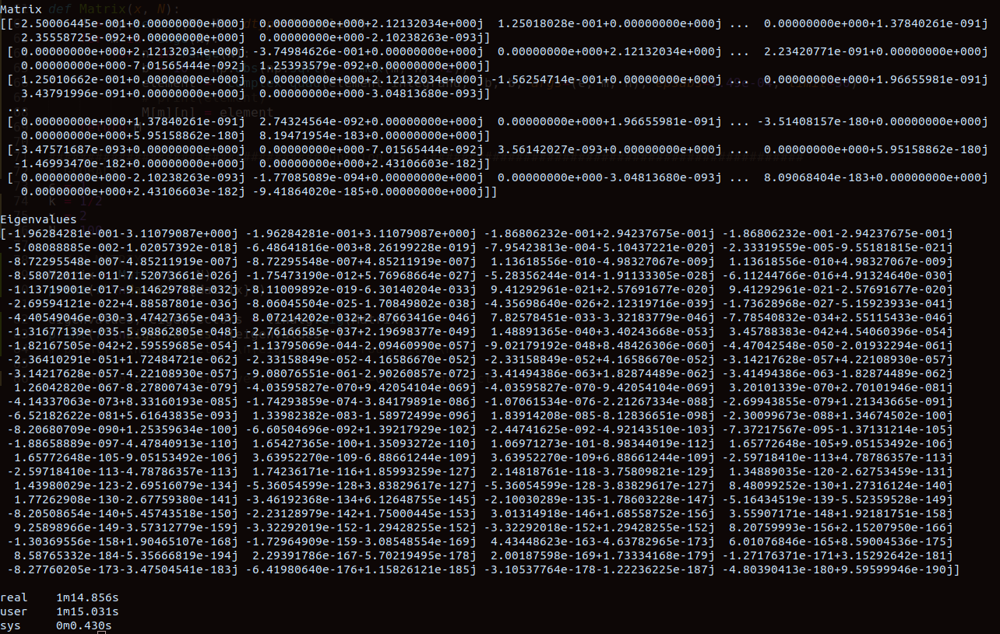 Matrix
[[-2.50006445e-001+0.00000000e+000j  0.00000000e+000+2.12132034e+000j  1.25018028e-001+0.00000000e+000j ...  0.00000000e+000+1.37840261e-091j
   2.35558725e-092+0.00000000e+000j  0.00000000e+000-2.10238263e-093j]
 [ 0.00000000e+000+2.12132034e+000j -3.74984626e-001+0.00000000e+000j  0.00000000e+000+2.12132034e+000j ...  2.23420771e-091+0.00000000e+000j
   0.00000000e+000-7.01565444e-092j  1.25393579e-092+0.00000000e+000j]
 [ 1.25010662e-001+0.00000000e+000j  0.00000000e+000+2.12132034e+000j -1.56254714e-001+0.00000000e+000j ...  0.00000000e+000+1.96655981e-091j
   3.43791996e-091+0.00000000e+000j  0.00000000e+000-3.04813680e-093j]
 ...
 [ 0.00000000e+000+1.37840261e-091j  2.74324564e-092+0.00000000e+000j  0.00000000e+000+1.96655981e-091j ... -3.51408157e-180+0.00000000e+000j
   0.00000000e+000+5.95158862e-180j  8.19471954e-183+0.00000000e+000j]
 [-3.47571687e-093+0.00000000e+000j  0.00000000e+000-7.01565444e-092j  3.56142027e-093+0.00000000e+000j ...  0.00000000e+000+5.95158862e-180j
  -1.46993470e-182+0.00000000e+000j  0.00000000e+000+2.43106603e-182j]
 [ 0.00000000e+000-2.10238263e-093j -1.77085089e-094+0.00000000e+000j  0.00000000e+000-3.04813680e-093j ...  8.09068404e-183+0.00000000e+000j
   0.00000000e+000+2.43106603e-182j -9.41864020e-185+0.00000000e+000j]]
Eigenvalues
[-1.96284281e-001-3.11079087e+000j -1.96284281e-001+3.11079087e+000j -1.86806232e-001+2.94237675e-001j -1.86806232e-001-2.94237675e-001j
 -5.08088885e-002-1.02057392e-018j -6.48641816e-003+8.26199228e-019j -7.95423813e-004-5.10437221e-020j -2.33319559e-005-9.55181815e-021j
 -8.72295548e-007-4.85211919e-007j -8.72295548e-007+4.85211919e-007j  1.13618556e-010-4.98327067e-009j  1.13618556e-010+4.98327067e-009j
 -8.58072011e-011-7.52073661e-026j -1.75473190e-012+5.76968664e-027j -5.28356244e-014-1.91133305e-028j -6.11244766e-016+4.91324640e-030j
 -1.13719001e-017-9.14629788e-032j -8.11009892e-019-6.30140204e-033j  9.41292961e-021+2.57691677e-020j  9.41292961e-021-2.57691677e-020j
 -2.69594121e-022+4.88587801e-036j -8.06045504e-025-1.70849802e-038j -4.35698640e-026+2.12319716e-039j -1.73628968e-027-5.15923933e-041j
 -4.40549046e-029+3.47427365e-043j  8.07214202e-032+2.87663416e-046j  7.82578451e-033-3.32183779e-046j -7.78540832e-034+2.55115433e-046j
 -1.31677139e-035-5.98862805e-048j -2.76106835e-037+2.19698377e-049j  1.48891365e-040+3.40243668e-053j  3.45788383e-042+4.54060396e-054j
 -1.82167505e-042+2.59559685e-054j  1.13795069e-044-2.09460990e-057j -9.02179192e-048+8.48426306e-060j -4.47042548e-050-2.01932294e-061j
 -2.36410291e-051+1.72484721e-062j -2.33158849e-052-4.16586670e-052j -2.33158849e-052+4.16586670e-052j -3.14217628e-057+4.22108930e-057j
 -3.14217628e-057-4.22108930e-057j -9.08076551e-061-2.90260857e-072j -3.41494386e-063+1.82874489e-062j -3.41494386e-063-1.82874489e-062j
  1.26042820e-067-8.27800743e-079j -4.03595827e-070+9.42054104e-069j -4.03595827e-070-9.42054104e-069j  3.20101339e-070+2.70101946e-081j
 -4.14337063e-073+8.33160193e-085j -1.74293859e-074-3.84179891e-086j -1.07061534e-076-2.21267334e-088j -2.69943855e-079+1.21343665e-091j
 -6.52182622e-081+5.61643835e-093j  1.33982382e-083-1.58972499e-096j  1.83914208e-085-8.12836651e-098j -2.30099673e-088+1.34674502e-100j
 -8.20680709e-090+1.25359634e-100j -6.60504696e-092+1.39217929e-102j -2.44741625e-092-4.92143510e-103j -7.37217567e-095-1.37131214e-105j
 -1.88658889e-097-4.47840913e-110j  1.65427365e-100+1.35093272e-110j  1.06971273e-101-8.98344019e-112j  1.65772648e-105+9.05153492e-106j
  1.65772648e-105-9.05153492e-106j  3.63952270e-109-6.88661244e-109j  3.63952270e-109+6.88661244e-109j -2.59718410e-113+4.78786357e-113j
 -2.59718410e-113-4.78786357e-113j  1.74236171e-116+1.85993259e-127j  2.14818761e-118-3.75809821e-129j  1.34889035e-120-2.62753459e-131j
  1.43980029e-123-2.69516079e-134j -5.36054599e-128+3.83829617e-127j -5.36054599e-128-3.83829617e-127j  8.48099252e-130+1.27316124e-140j
  1.77262908e-130-2.67759380e-141j -3.46192368e-134+6.12648755e-145j -2.10030289e-135-1.78603228e-147j -5.16434519e-139-5.52359528e-149j
 -8.20508654e-140+5.45743518e-150j -2.23128979e-142+1.75000445e-153j  3.01314918e-146+1.68558752e-156j  3.55907171e-148+1.92181751e-158j
  9.25898966e-149-3.57312779e-159j -3.32292019e-152-1.29428255e-152j -3.32292018e-152+1.29428255e-152j  8.20759993e-156+2.15207950e-166j
 -1.30369556e-158+1.90465107e-168j -1.72964909e-159-3.08548554e-169j  4.43448623e-163-4.63782965e-173j  6.01076846e-165+8.59004536e-175j
  8.58765332e-184-5.35666819e-194j  2.29391786e-167-5.70219495e-178j  2.00187598e-169+1.73334168e-179j -1.27176371e-171+3.15292642e-181j
 -8.27760205e-173-3.47504541e-183j -6.41980640e-176+1.15826121e-185j -3.10537764e-178-1.22236225e-187j -4.80390413e-180+9.59599946e-190j]
real    1m14.856s
user    1m15.031s
sys     0m0.430s